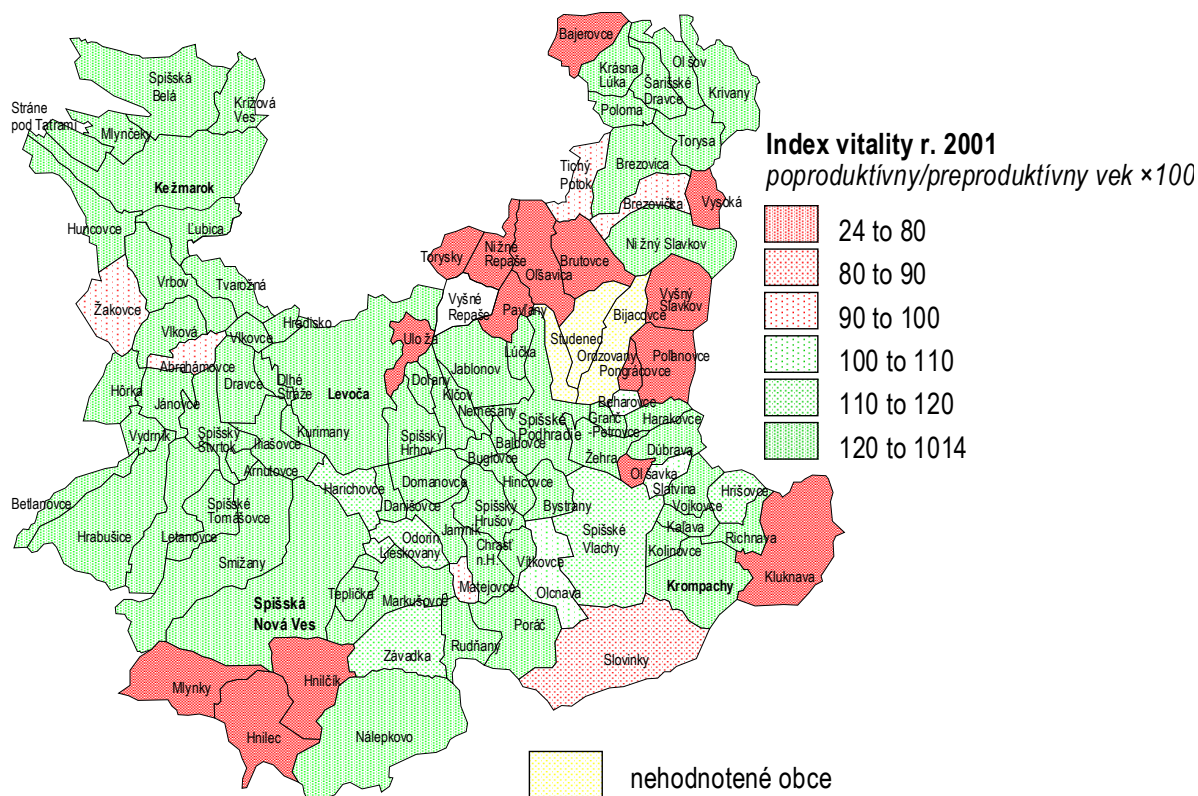 Bajerovce
Oľšov
Krásna
Lúka
Šarišské
Dravce
Krivany
Poloma
Torysa
Spišská
Belá
Krížová
Ves
Stráne
pod Tatrami
Mlynčeky
Kežmarok
Huncovce
Ľubica
Tichý
Potok
Brezovica
Brezovička
Vysoká
Nižný Slavkov
Torysky
Nižné
Repaše
Oľšavica
Brutovce
Vyšné
Repaše
Pavľany
Vyšný
Slavkov
Bijacovce
Studenec
Ordzovany
Pongrácovce
Poľanovce
Žakovce
Vrbov
Tvarožná
Vlková
Vlkovce
Hradisko
Abrahámovce
Uloža
Lúčka
Hôrka
Jánovce
Dravce
Dlhé
Stráže
Levoča
Doľany
Jablonov
Klčov
Nemešany
Beharovce
Granč
-Petrovce
Harakovce
Vydrník
Spišský
Štvrtok
Iliašovce
Kurimany
Spišský
Hrhov
Spišské
Podhradie
Baldovce
Buglovce
Žehra
Dúbrava
Oľšavka
Slatvina
Arnutovce
Harichovce
Domanovce
Danišovce
Hincovce
Bystrany
Vojkovce
Hrišovce
Betlanovce
Hrabušice
Spišské
Tomášovce
Letanovce
Smižany
Odorín
Lieskovany
Jamník
Spišský
Hrušov
Chrasť
n.H.
Vítkovce
Spišské
Vlachy
Kaľava
Kolinovce
Richnava
Kluknava
Krompachy
Matejovce
Olcnava
Teplička
Markušovce
Spišská
Nová Ves
Rudňany
Poráč
Závadka
Slovinky
Mlynky
Hnilčík
Hnilec
Nálepkovo
Index vitality r. 2001
poproduktívny/preproduktívny vek ×100
24 to 80
80 to 90
90 to 100
100 to 110
110 to 120
120 to 1014
nehodnotené obce